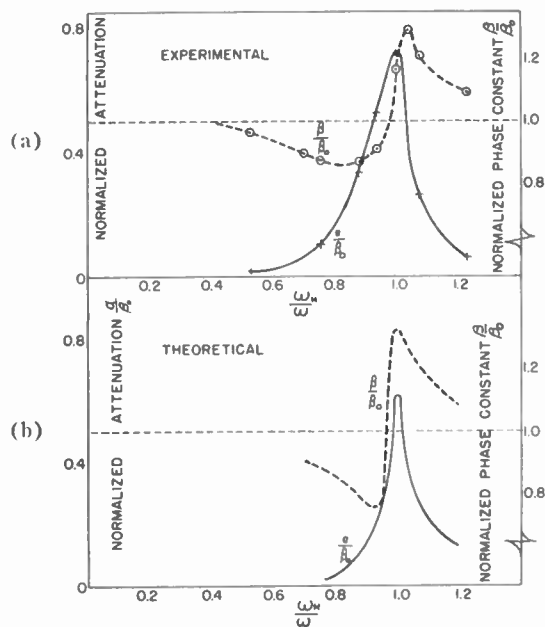 (a)
0.8
0.4
0
NORMALIZED ATTENUATION
EXPERIMENTAL
β/β₀
α/β₀
NORMALIZED PHASE CONSTANT β/β₀
1.2
1.0
0.8
0.2 0.4 0.6 0.8 1.0 1.2
ω_H/ω
(b)
0.8
0.4
0
NORMALIZED ATTENUATION α/β₀
THEORETICAL
β/β₀
α/β₀
NORMALIZED PHASE CONSTANT β/β₀
1.2
1.0
0.8
0.2 0.4 0.6 0.8 1.0 1.2
ω_H/ω